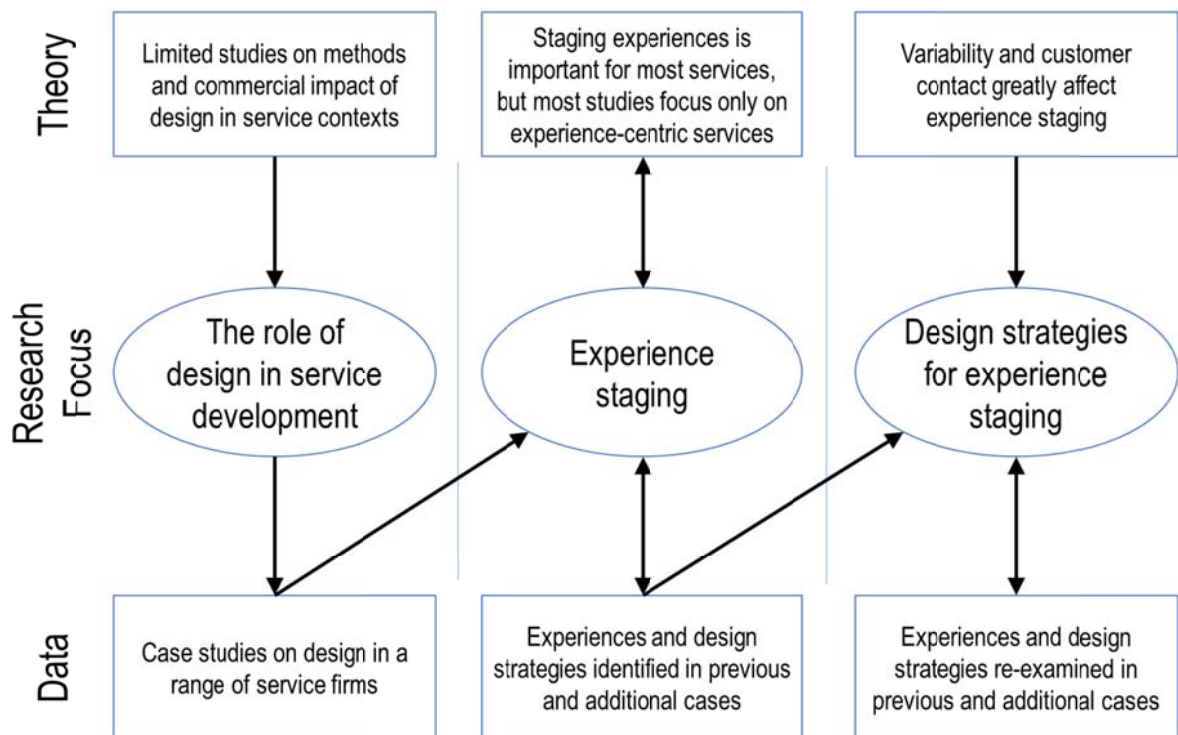 Theory
Limited studies on methods
and commercial impact of
design in service contexts
Staging experiences is
important for most services,
but most studies focus only on
experience-centric services
Variability and customer
contact greatly affect
experience staging
Research
Focus
The role of
design in service
development
Experience
staging
Design strategies
for experience
staging
Data
Case studies on design in a
range of service firms
Experiences and design
strategies identified in previous
and additional cases
Experiences and design
strategies re-examined in
previous and additional cases